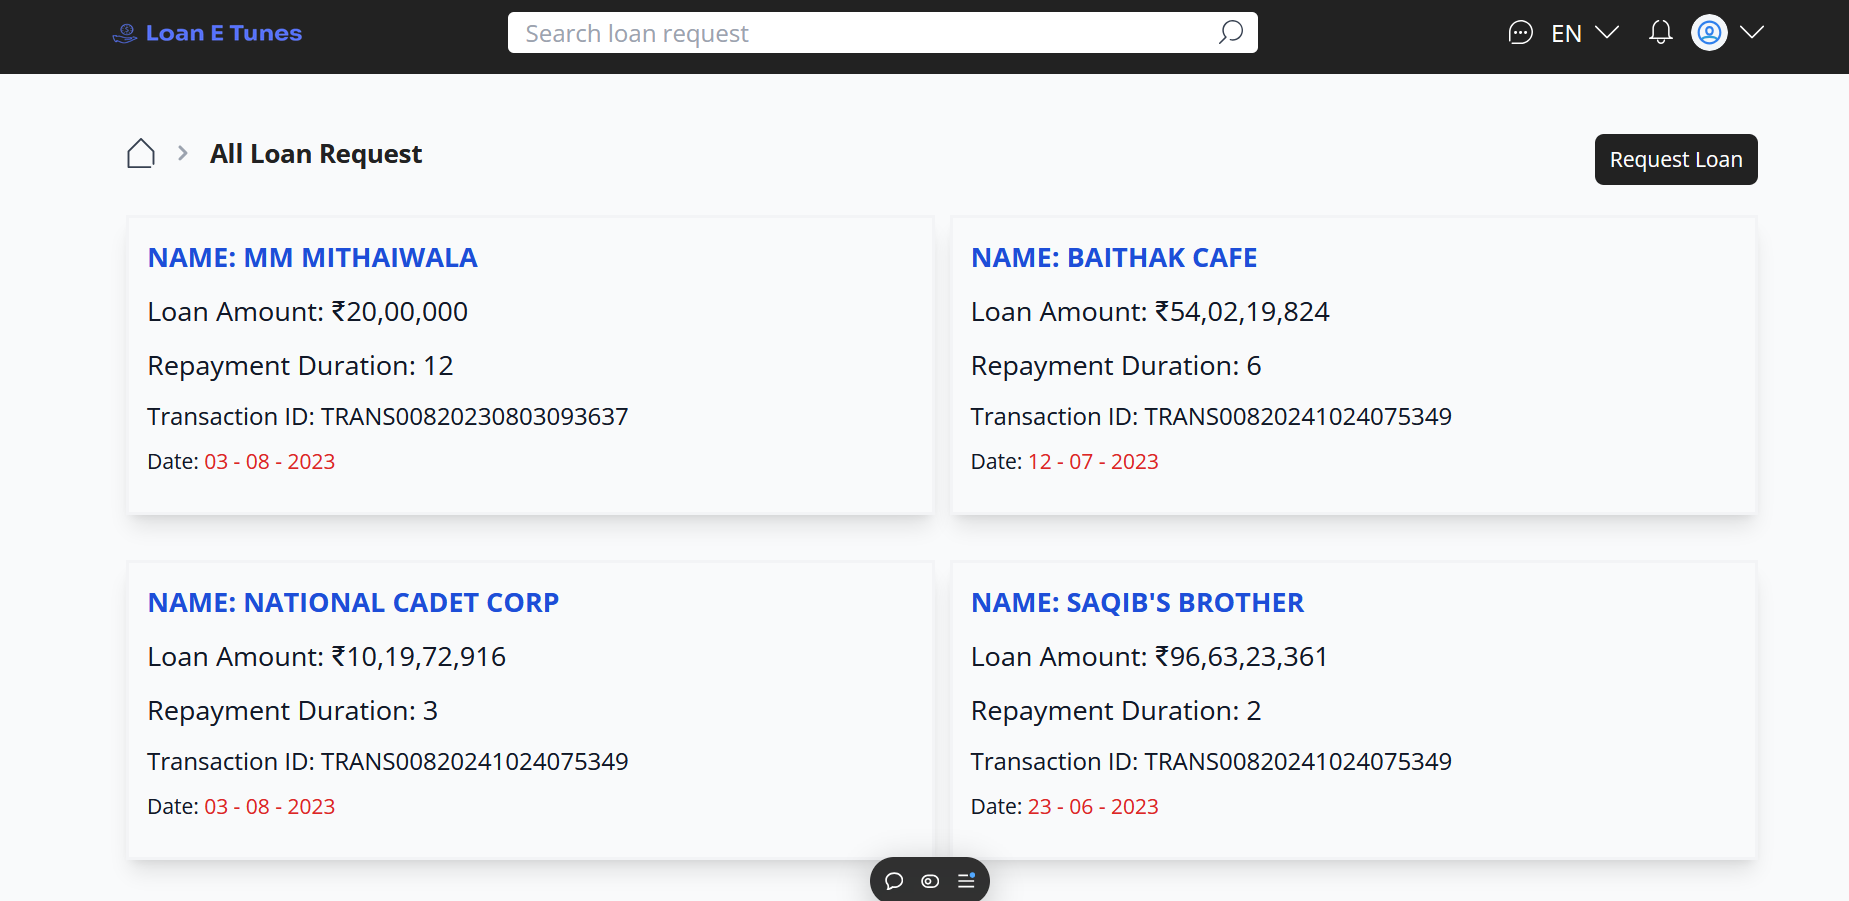 Loan E Tunes
Search loan request
EN
All Loan Request
Request Loan
NAME: MM MITHAIWALA
Loan Amount: ₹20,00,000
Repayment Duration: 12
Transaction ID: TRANS00820230803093637
Date: 03 - 08 - 2023
NAME: BAITHAK CAFE
Loan Amount: ₹54,02,19,824
Repayment Duration: 6
Transaction ID: TRANS00820241024075349
Date: 12 - 07 - 2023
NAME: NATIONAL CADET CORP
Loan Amount: ₹10,19,72,916
Repayment Duration: 3
Transaction ID: TRANS00820241024075349
Date: 03 - 08 - 2023
NAME: SAQIB'S BROTHER
Loan Amount: ₹96,63,23,361
Repayment Duration: 2
Transaction ID: TRANS00820241024075349
Date: 23 - 06 - 2023